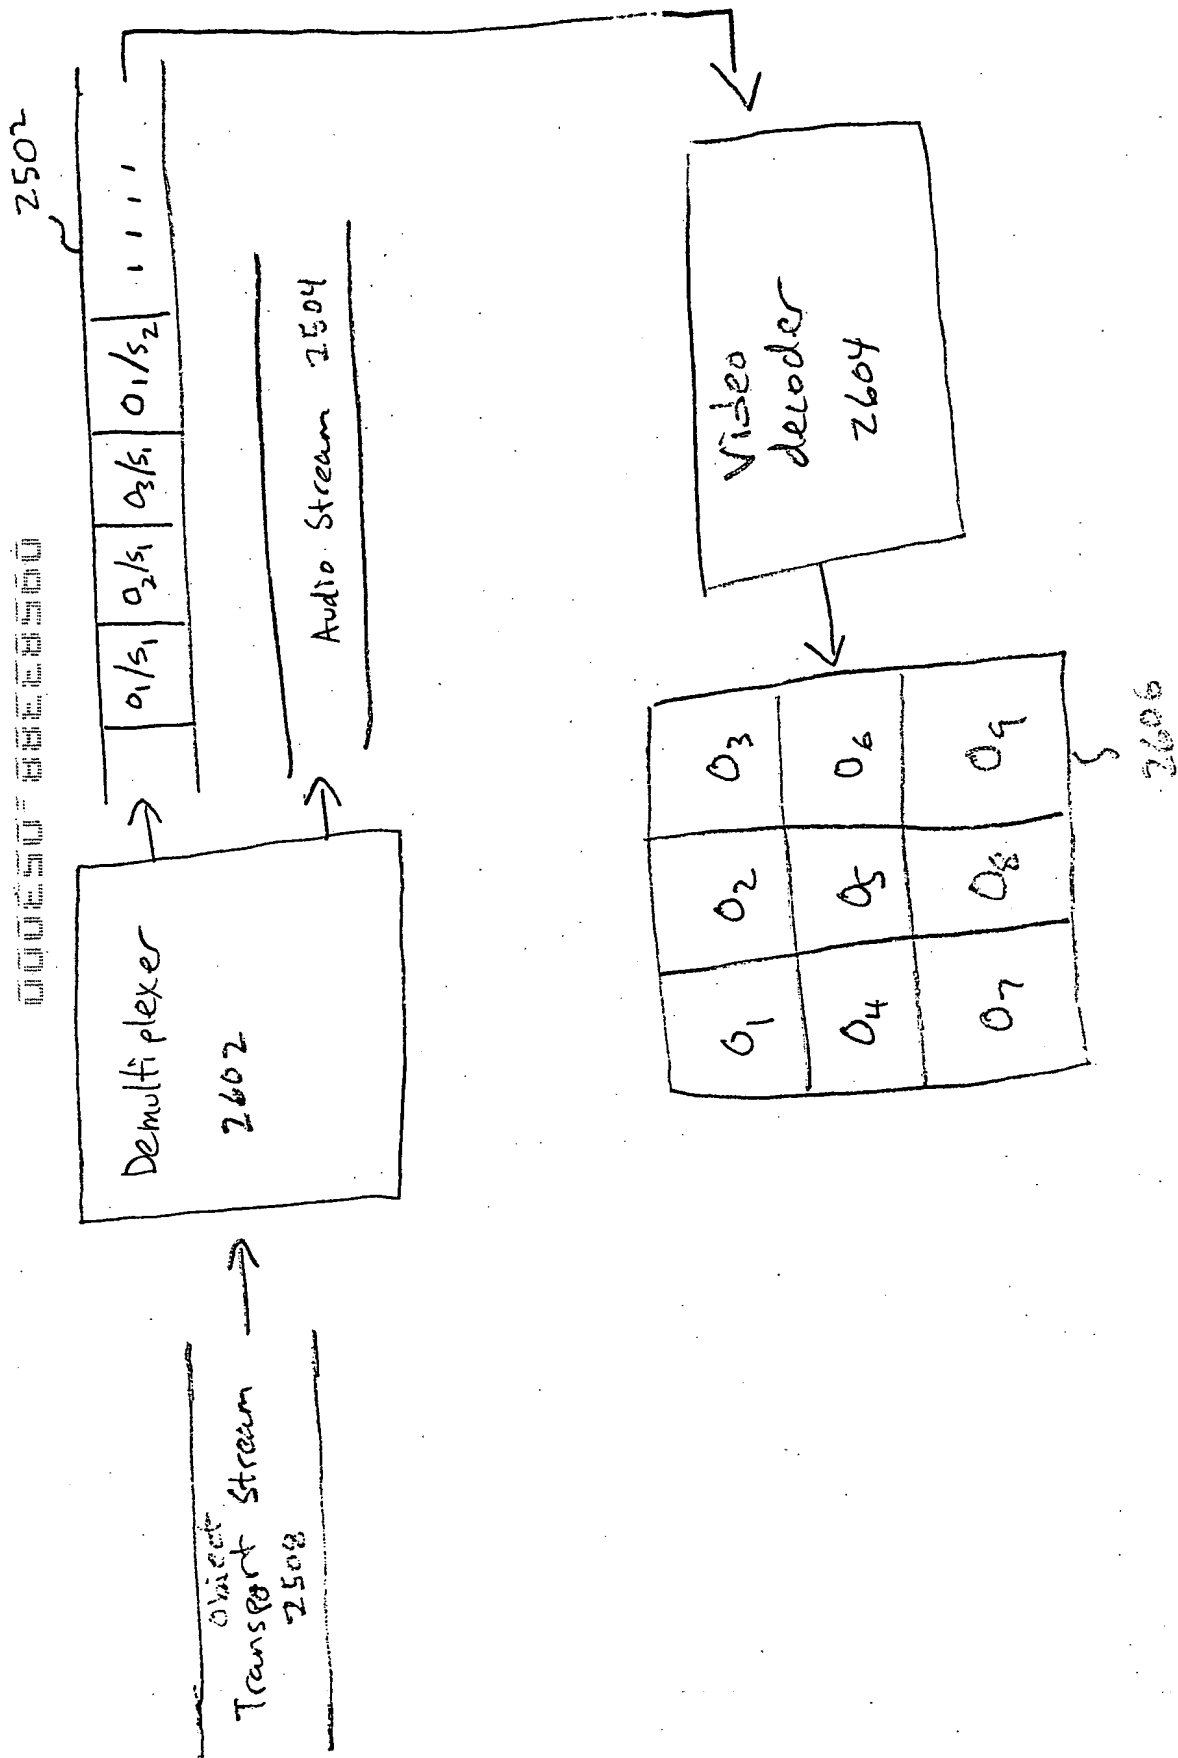 2502
O1/S1 | O2/S1 | O3/S1 | O1/S2 | ....
Demultiplexer
2602
Object
Transport Stream
2508
Audio Stream 2504
Video
decoder
2604
O1 O2 O3
O4 O5 O6
O7 O8 O9
2606